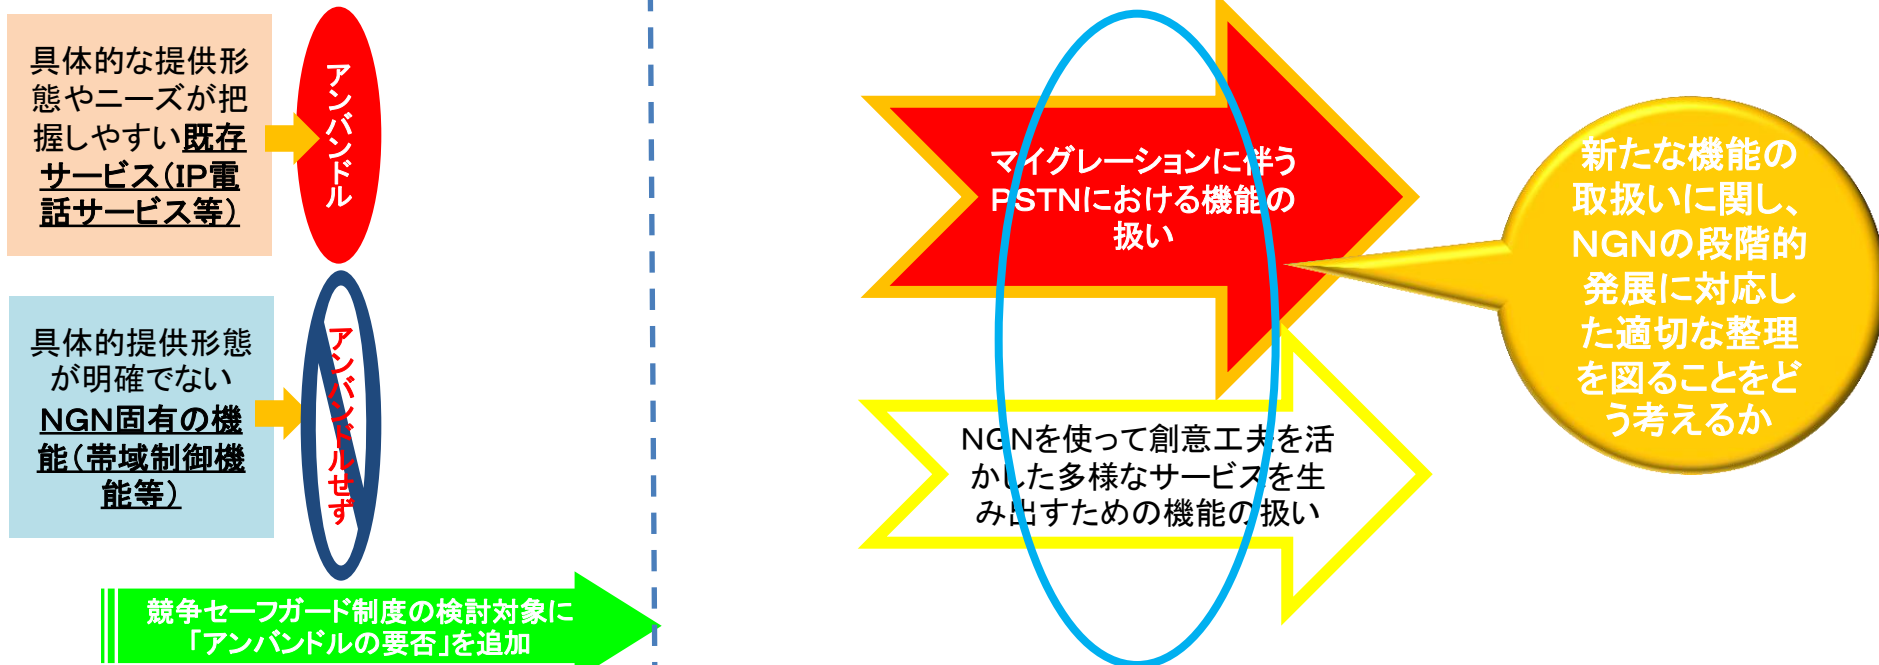 具体的な提供形
態やニーズが把
握しやすい既存
サービス（IP電
話サービス等）
アンバンドル
具体的提供形態
が明確でない
NGN固有の機
能（帯域制御機
能等）
アンバンドルせず
競争セーフガード制度の検討対象に
「アンバンドルの要否」を追加
マイグレーションに伴う
PSTNにおける機能の
扱い
NGNを使って創意工夫を活
かした多様なサービスを生
み出すための機能の扱い
新たな機能の
取扱いに関し、
NGNの段階的
発展に対応し
た適切な整理
を図ることをど
う考えるか